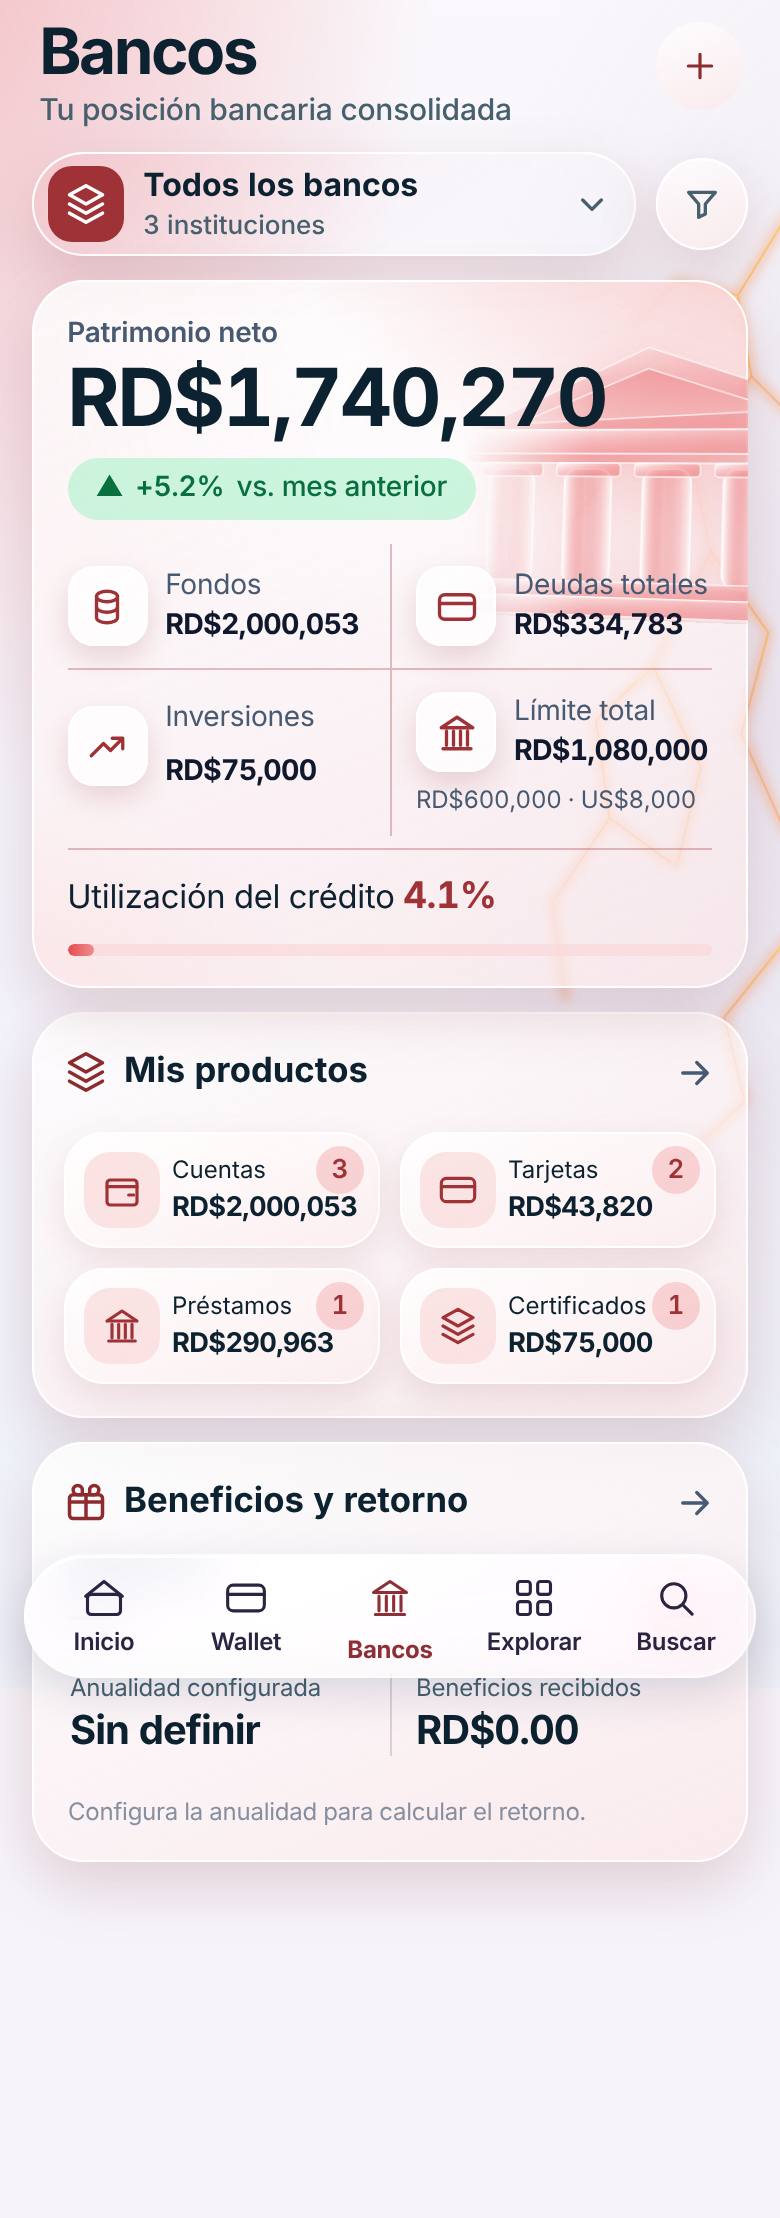 Bancos
Tu posición bancaria consolidada
Todos los bancos
3 instituciones
Patrimonio neto
RD$1,740,270
▲ +5.2% vs. mes anterior
Fondos
RD$2,000,053
Deudas totales
RD$334,783
Inversiones
RD$75,000
Límite total
RD$1,080,000
RD$600,000 · US$8,000
Utilización del crédito 4.1%
Mis productos
Cuentas 3
RD$2,000,053
Tarjetas 2
RD$43,820
Préstamos 1
RD$290,963
Certificados 1
RD$75,000
Beneficios y retorno
Inicio
Wallet
Bancos
Explorar
Buscar
Anualidad configurada
Sin definir
Beneficios recibidos
RD$0.00
Configura la anualidad para calcular el retorno.